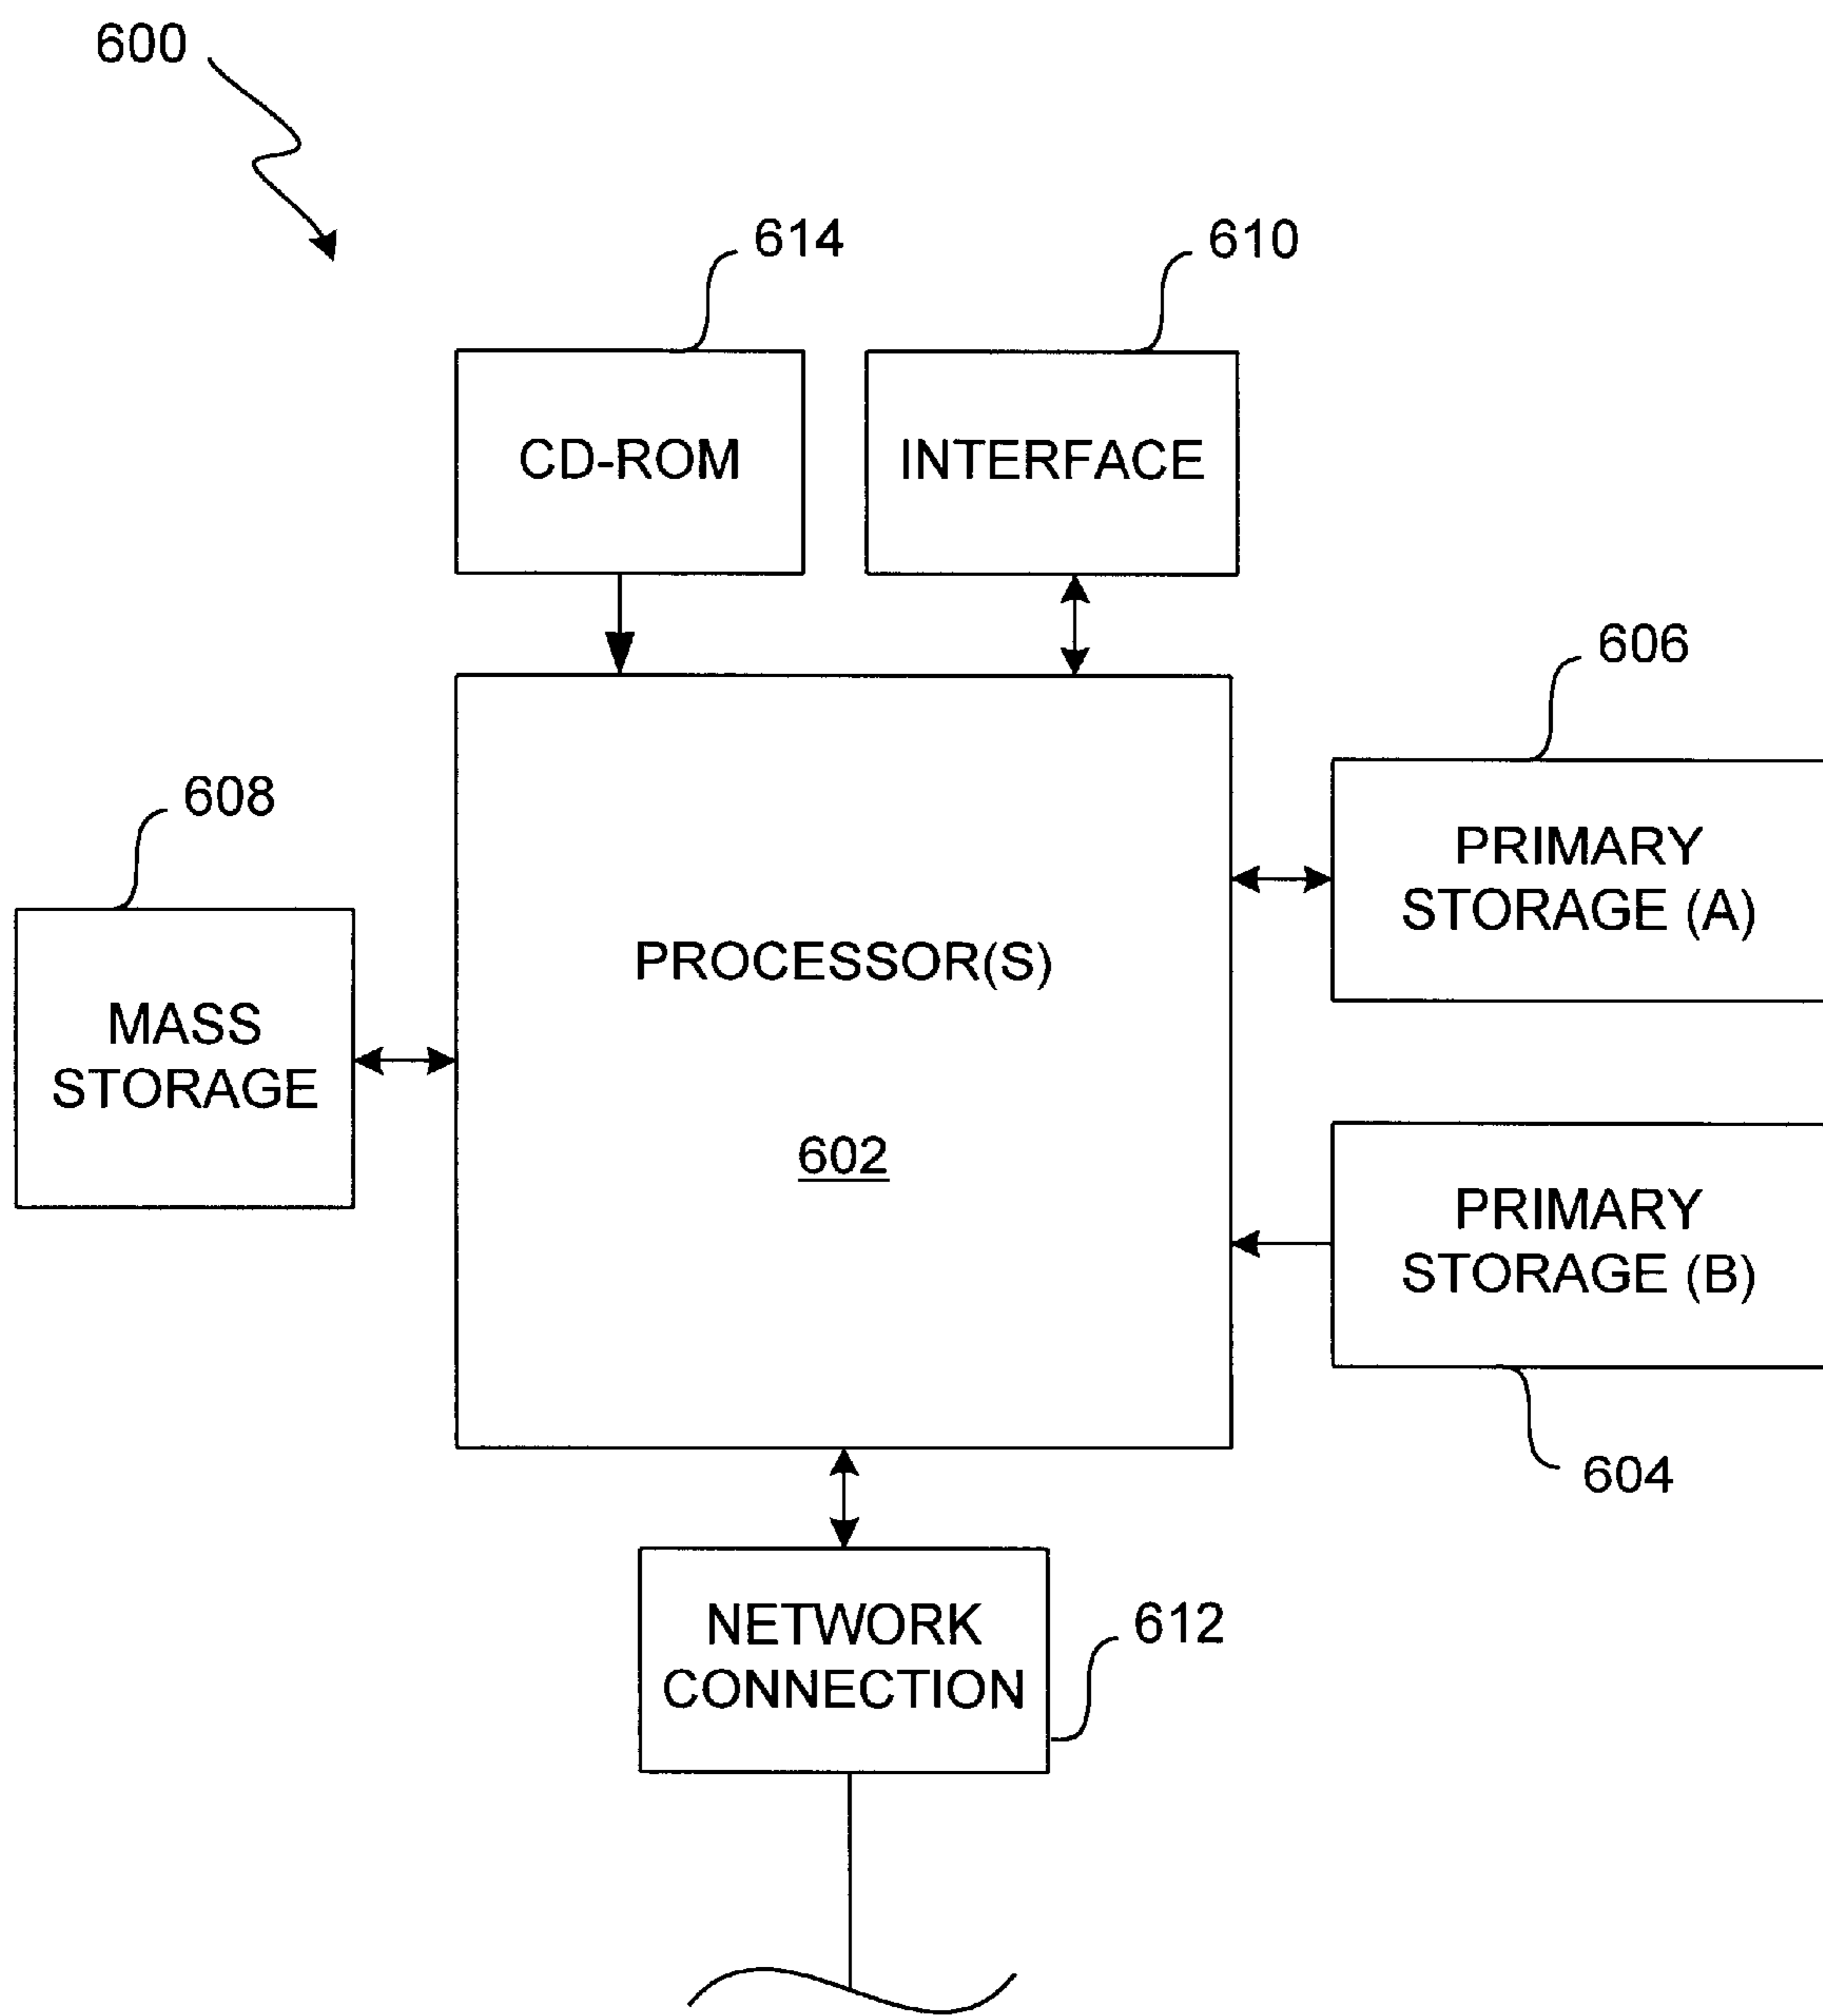 600
614
610
CD-ROM
INTERFACE
606
608
PRIMARY
STORAGE (A)
PROCESSOR(S)
MASS
STORAGE
602
PRIMARY
STORAGE (B)
604
NETWORK
CONNECTION
612